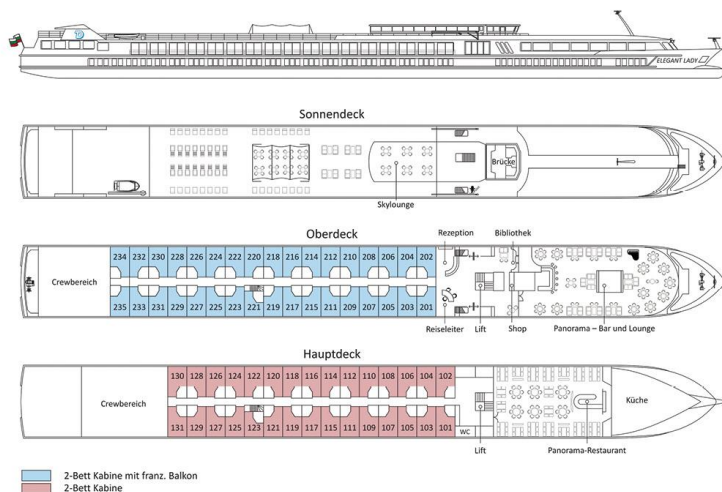 ELEGANT LADY
Sonnendeck
Brücke
Skylounge
Oberdeck
Rezeption
Bibliothek
234 232 230 228 226 224 222 220 218 216 214 212 210 208 206 204 202
Crewbereich
235 233 231 229 227 225 223 221 219 217 215 211 209 207 205 203 201
Reiseleiter
Lift
Shop
Panorama – Bar und Lounge
Hauptdeck
130 128 126 124 122 120 118 116 114 112 110 108 106 104 102
Crewbereich
Küche
131 129 127 125 123 121 119 117 115 111 109 107 105 103 101
WC
Lift
Panorama-Restaurant
2-Bett Kabine mit franz. Balkon
2-Bett Kabine